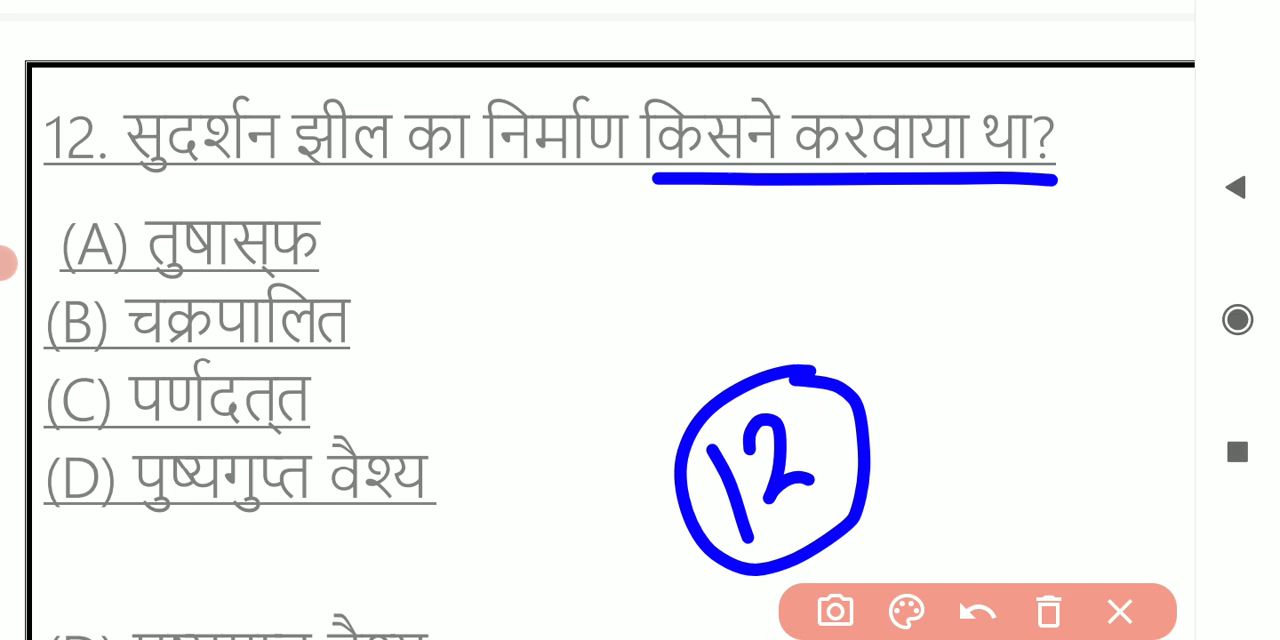 12. सुदर्शन झील का निर्माण किसने करवाया था?
(A) तुषास्फ
(B) चक्रपालित
(C) पर्णदत्त
(D) पुष्यगुप्त वैश्य
12